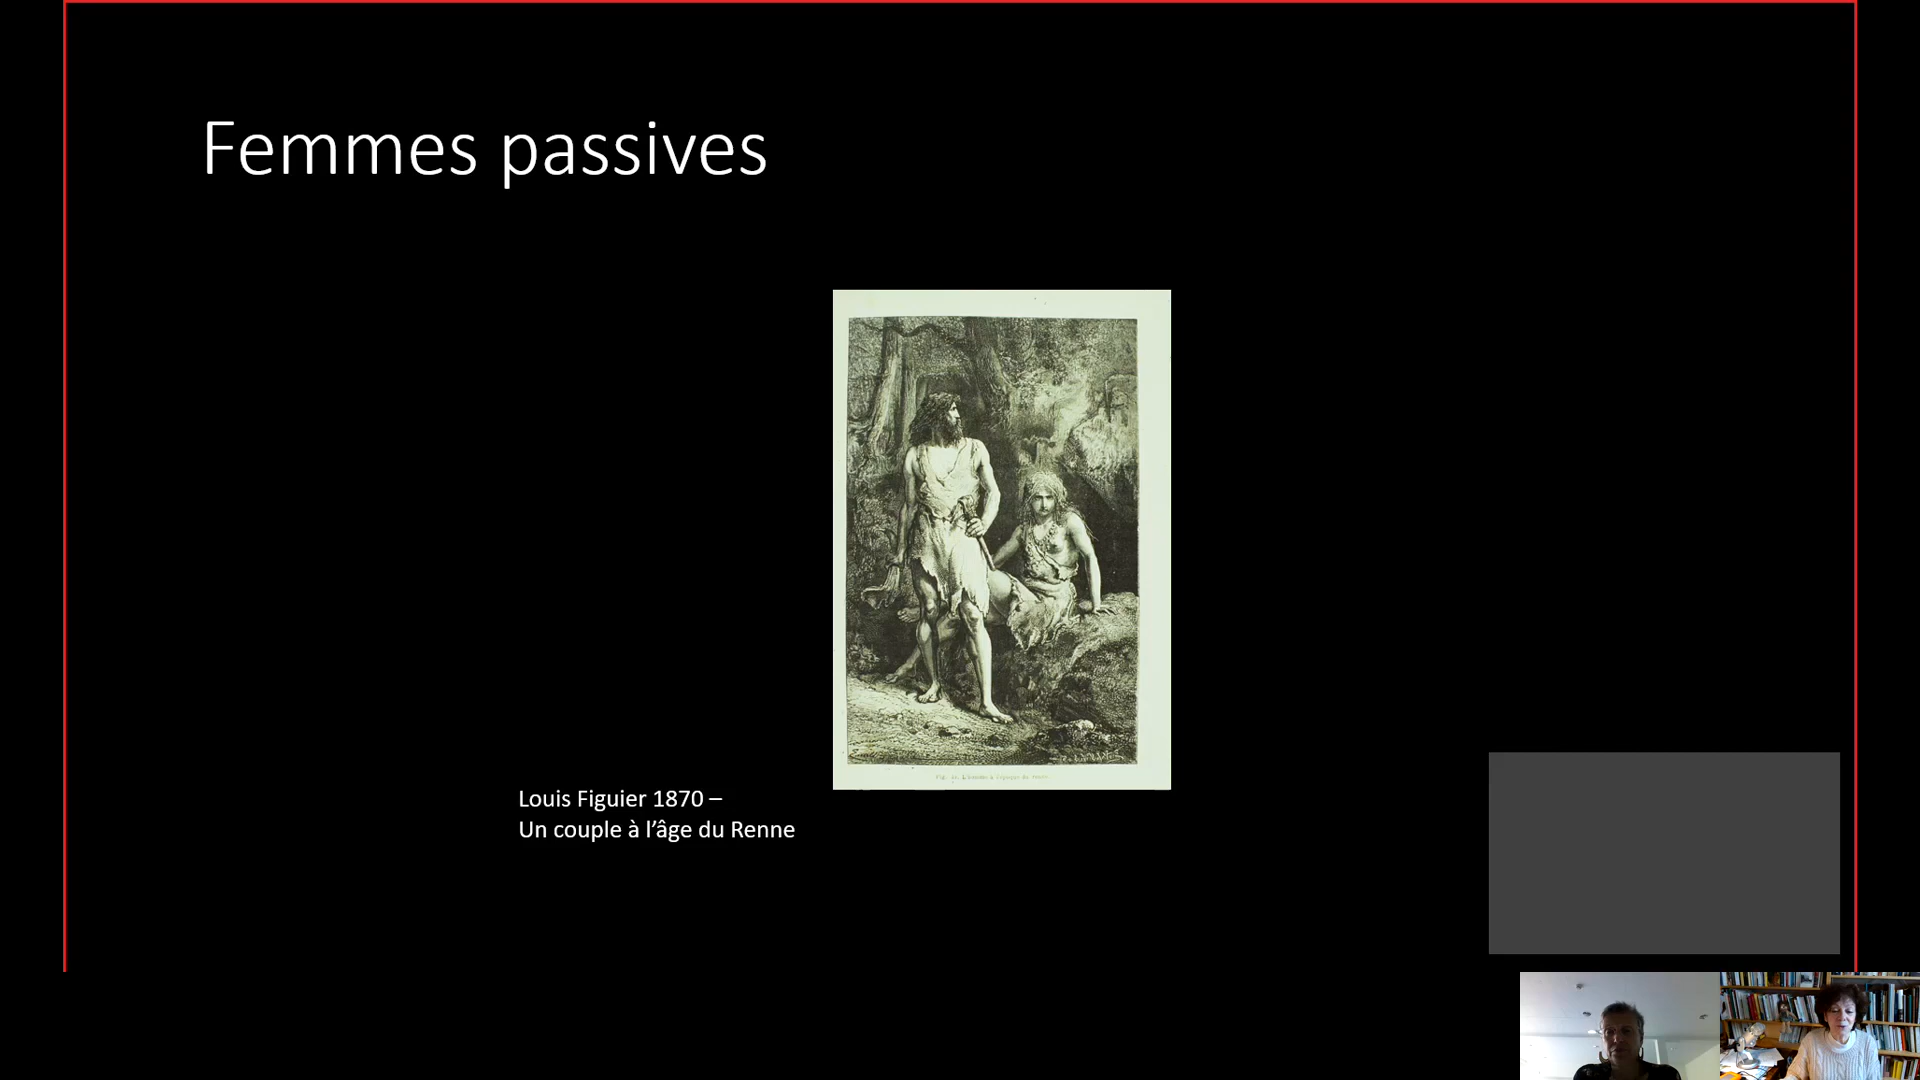 Femmes passives
Louis Figuier 1870 –
Un couple à l’âge du Renne